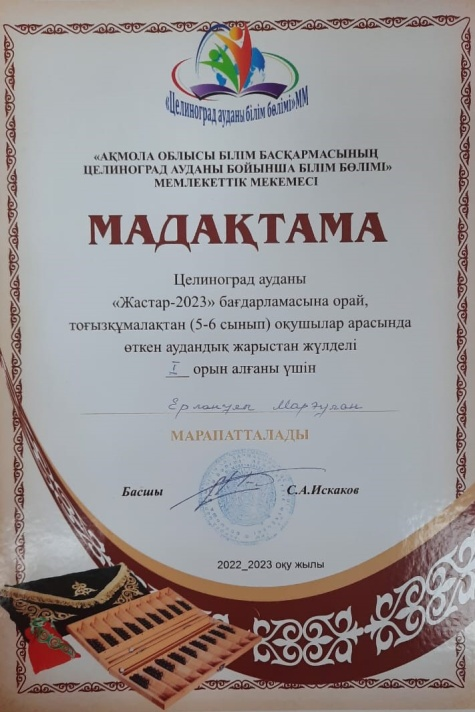 «Целиноград ауданы білім бөлімі»ММ
«АҚМОЛА ОБЛЫСЫ БІЛІМ БАСҚАРМАСЫНЫҢ
ЦЕЛИНОГРАД АУДАНЫ БОЙЫНША БІЛІМ БӨЛІМІ»
МЕМЛЕКЕТТІК МЕКЕМЕСІ
МАДАҚТАМА
Целиноград ауданы
«Жастар-2023» бағдарламасына орай,
тоғызқұмалақтан (5-6 сынып) оқушылар арасында
өткен аудандық жарыстан жүлделі
I орын алғаны үшін
Марғұлан
МАРАПАТТАЛАДЫ
Басшы С.А.Искаков
2022_2023 оқу жылы